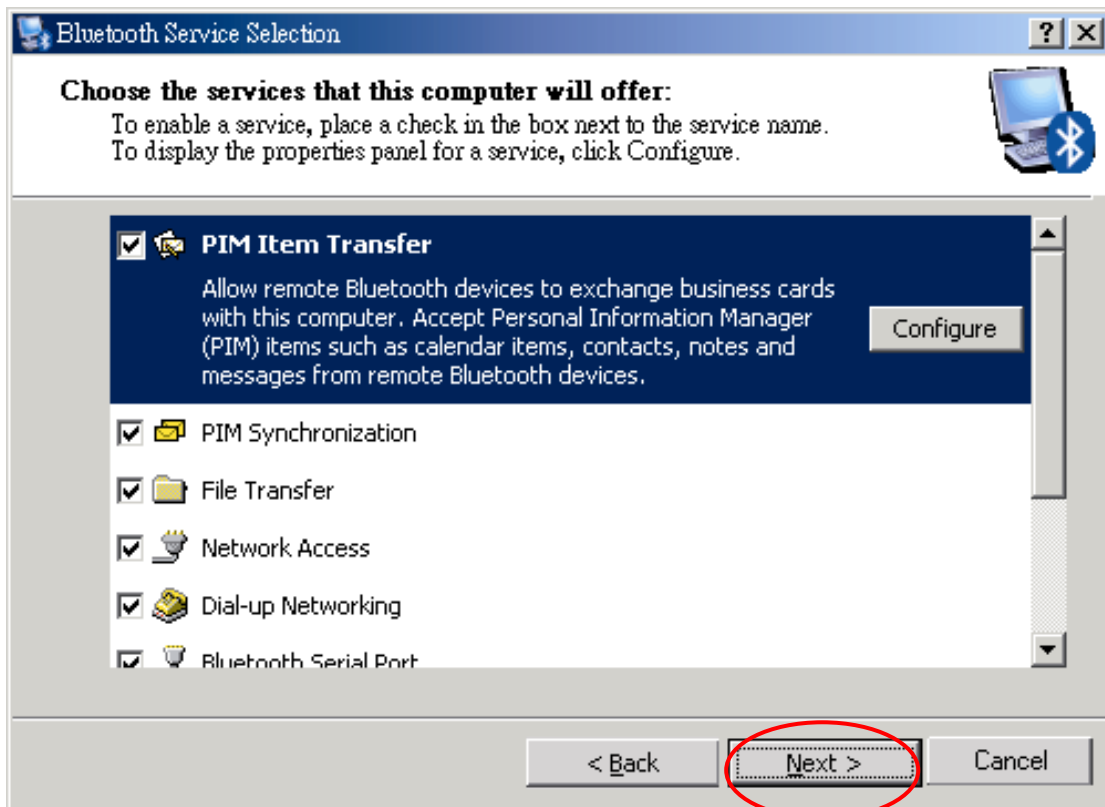 Bluetooth Service Selection
Choose the services that this computer will offer:
To enable a service, place a check in the box next to the service name.
To display the properties panel for a service, click Configure.
PIM Item Transfer
Allow remote Bluetooth devices to exchange business cards
with this computer. Accept Personal Information Manager
(PIM) items such as calendar items, contacts, notes and
messages from remote Bluetooth devices.
Configure
PIM Synchronization
File Transfer
Network Access
Dial-up Networking
Bluetooth Serial Port
< Back
Next >
Cancel